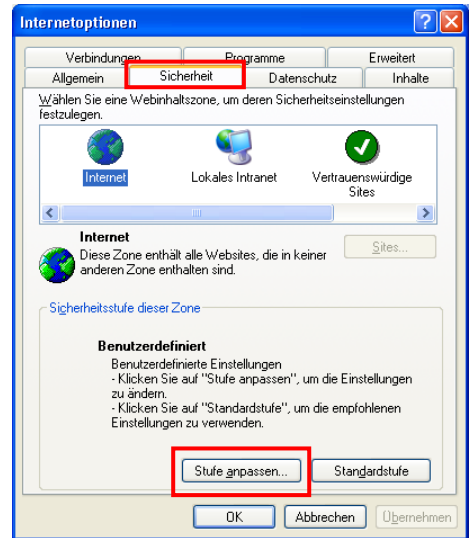 Internetoptionen
Verbindungen Programme Erweitert
Allgemein Sicherheit Datenschutz Inhalte
Wählen Sie eine Webinhaltszone, um deren Sicherheitseinstellungen
festzulegen.
Internet Lokales Intranet Vertrauenswürdige
Sites
Internet
Diese Zone enthält alle Websites, die in keiner
anderen Zone enthalten sind.
Sites...
Sicherheitsstufe dieser Zone
Benutzerdefiniert
Benutzerdefinierte Einstellungen
- Klicken Sie auf "Stufe anpassen", um die Einstellungen
zu ändern.
- Klicken Sie auf "Standardstufe", um die empfohlenen
Einstellungen zu verwenden.
Stufe anpassen... Standardstufe
OK Abbrechen Übernehmen